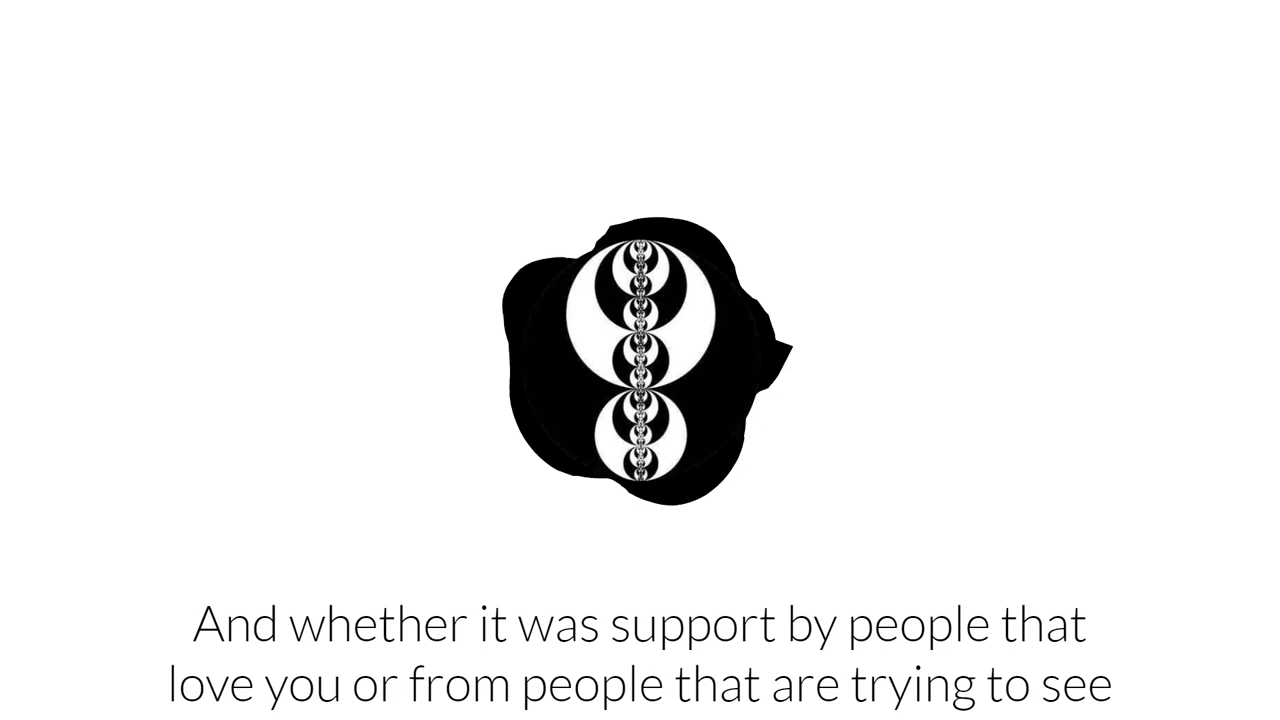 And whether it was support by people that
love you or from people that are trying to see